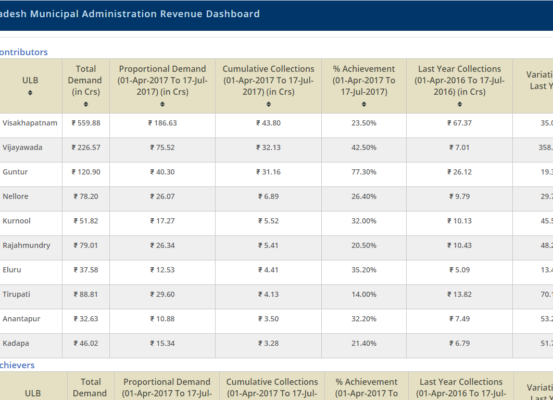 adesh Municipal Administration Revenue Dashboard
ontributors
ULB
Total Demand (in Crs)
Proportional Demand (01-Apr-2017 To 17-Jul-2017) (in Crs)
Cumulative Collections (01-Apr-2017 To 17-Jul-2017) (in Crs)
% Achievement (01-Apr-2017 To 17-Jul-2017)
Last Year Collections (01-Apr-2016 To 17-Jul-2016) (in Crs)
Variati Last Y
Visakhapatnam ₹ 559.88 ₹ 186.63 ₹ 43.80 23.50% ₹ 67.37 35.0
Vijayawada ₹ 226.57 ₹ 75.52 ₹ 32.13 42.50% ₹ 7.01 358.
Guntur ₹ 120.90 ₹ 40.30 ₹ 31.16 77.30% ₹ 26.12 19.3
Nellore ₹ 78.20 ₹ 26.07 ₹ 6.89 26.40% ₹ 9.79 29.7
Kurnool ₹ 51.82 ₹ 17.27 ₹ 5.52 32.00% ₹ 10.13 45.5
Rajahmundry ₹ 79.01 ₹ 26.34 ₹ 5.41 20.50% ₹ 10.43 48.2
Eluru ₹ 37.58 ₹ 12.53 ₹ 4.41 35.20% ₹ 5.09 13.4
Tirupati ₹ 88.81 ₹ 29.60 ₹ 4.13 14.00% ₹ 13.82 70.1
Anantapur ₹ 32.63 ₹ 10.88 ₹ 3.50 32.20% ₹ 7.49 53.2
Kadapa ₹ 46.02 ₹ 15.34 ₹ 3.28 21.40% ₹ 6.79 51.7
chievers
ULB
Total Demand
Proportional Demand (01-Apr-2017 To 17-Jul-
Cumulative Collections (01-Apr-2017 To 17-Jul-
% Achievement (01-Apr-2017 To
Last Year Collections (01-Apr-2016 To 17-Jul-
Variati